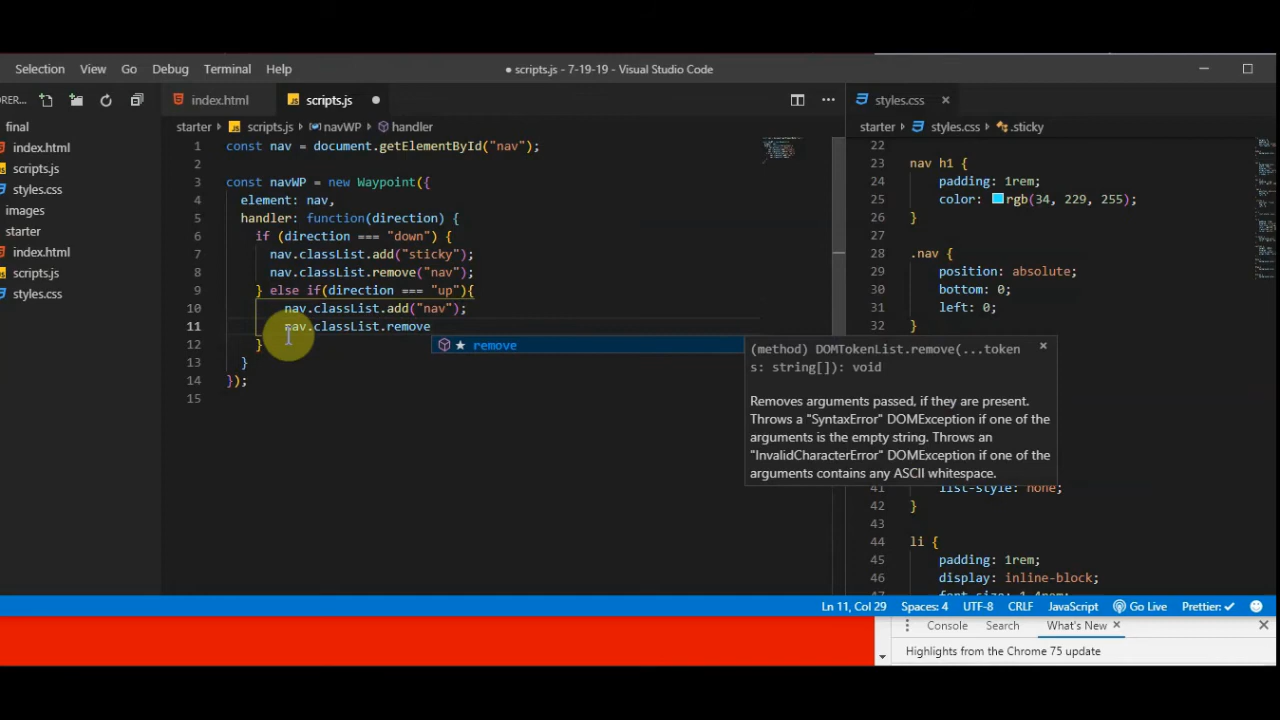 Selection View Go Debug Terminal Help
● scripts.js - 7-19-19 - Visual Studio Code
index.html
scripts.js
styles.css
final
index.html
scripts.js
styles.css
images
starter
index.html
scripts.js
styles.css
starter > scripts.js > navWP > handler
1 const nav = document.getElementById("nav");
2
3 const navWP = new Waypoint({
4 element: nav,
5 handler: function(direction) {
6 if (direction === "down") {
7 nav.classList.add("sticky");
8 nav.classList.remove("nav");
9 } else if(direction === "up"){
10 nav.classList.add("nav");
11 nav.classList.remove
12 }
13 }
14 });
15
remove
(method) DOMTokenList.remove(...token
s: string[]): void
Removes arguments passed, if they are present.
Throws a "SyntaxError" DOMException if one of the
arguments is the empty string. Throws an
"InvalidCharacterError" DOMException if one of the
arguments contains any ASCII whitespace.
starter > styles.css > .sticky
22
23 nav h1 {
24 padding: 1rem;
25 color: rgb(34, 229, 255);
26 }
27
28 .nav {
29 position: absolute;
30 bottom: 0;
31 left: 0;
32 }
41 list-style: none;
42 }
43
44 li {
45 padding: 1rem;
46 display: inline-block;
Ln 11, Col 29 Spaces: 4 UTF-8 CRLF JavaScript Go Live Prettier: ✓
Console Search What's New
Highlights from the Chrome 75 update